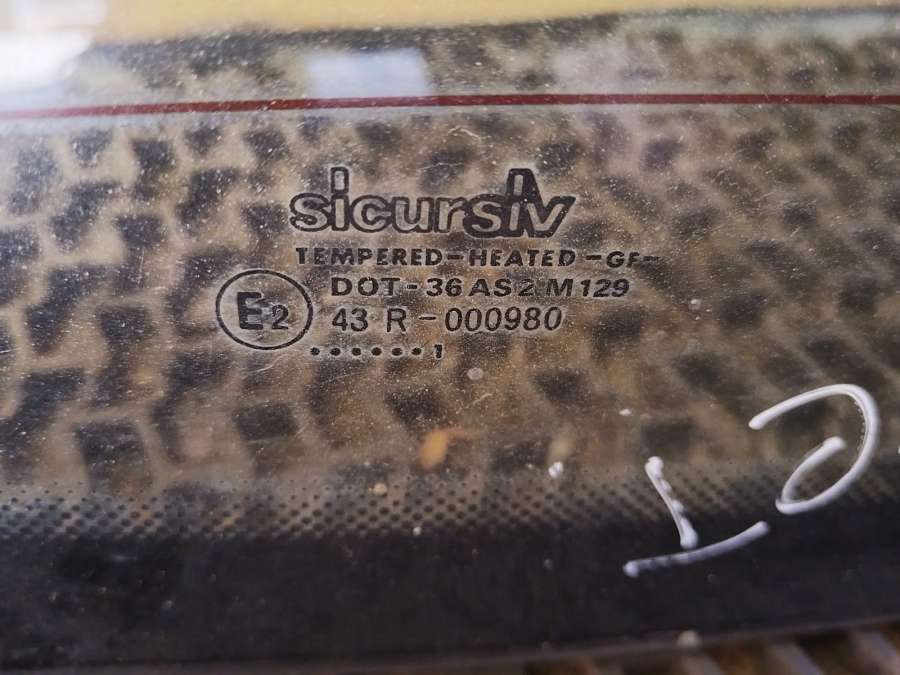 sicursiv
TEMPERED-HEATED-GF-
DOT-36 AS2 M129
E2
43 R-000980
••••••1